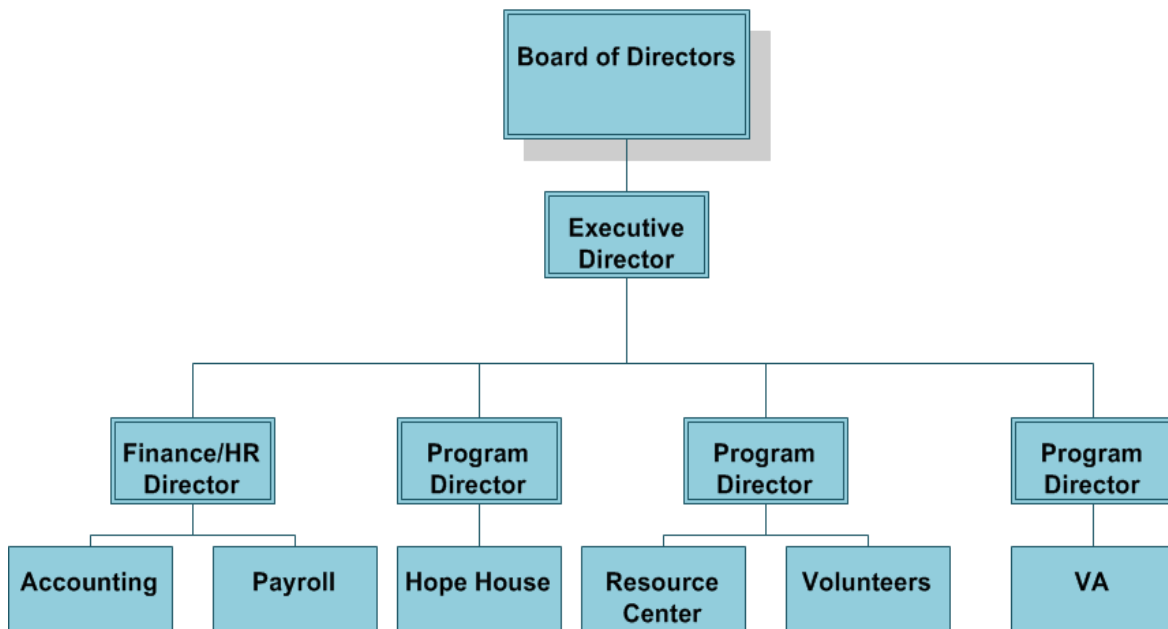 Board of Directors
Executive
Director
Finance/HR
Director
Program
Director
Program
Director
Program
Director
Accounting
Payroll
Hope House
Resource
Center
Volunteers
VA